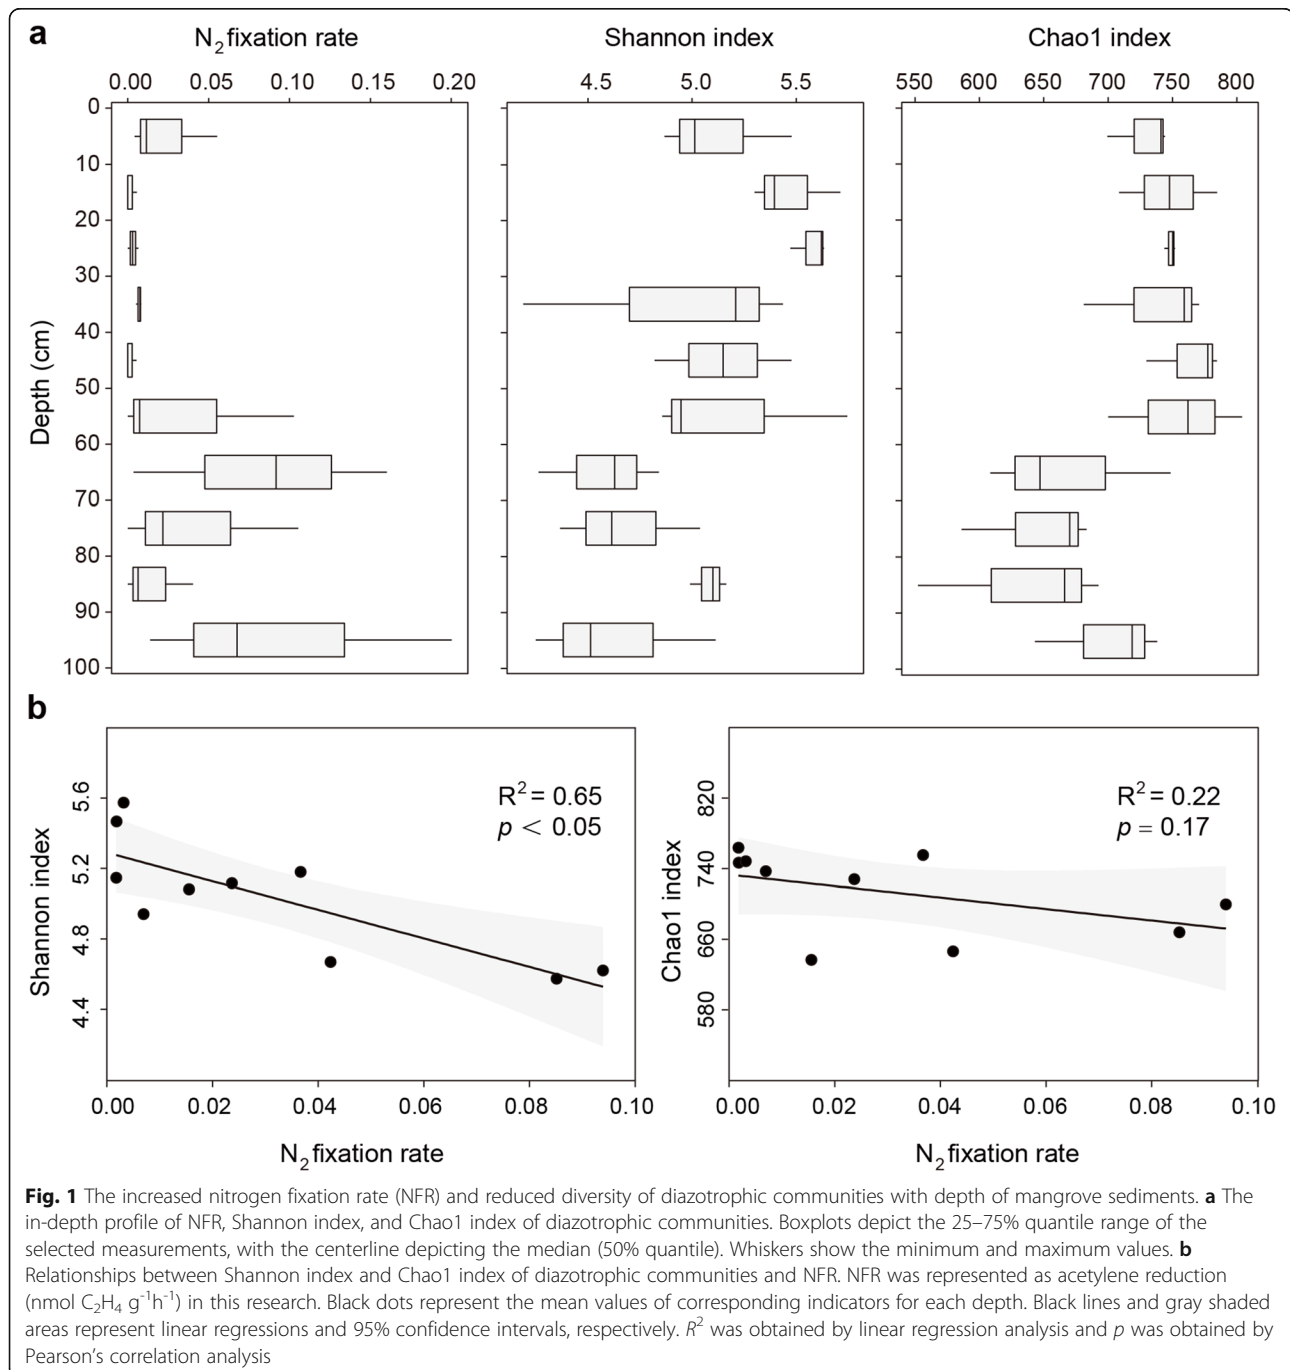 a
N2 fixation rate
Shannon index
Chao1 index
0.00 0.05 0.10 0.15 0.20
4.5 5.0 5.5
550 600 650 700 750 800
Depth (cm)
0
10
20
30
40
50
60
70
80
90
100
b
Shannon index
5.6
5.2
4.8
4.4
R2 = 0.65
p < 0.05
0.00 0.02 0.04 0.06 0.08 0.10
N2 fixation rate
Chao1 index
820
740
660
580
R2 = 0.22
p = 0.17
0.00 0.02 0.04 0.06 0.08 0.10
N2 fixation rate
Fig. 1 The increased nitrogen fixation rate (NFR) and reduced diversity of diazotrophic communities with depth of mangrove sediments. a The
in-depth profile of NFR, Shannon index, and Chao1 index of diazotrophic communities. Boxplots depict the 25–75% quantile range of the
selected measurements, with the centerline depicting the median (50% quantile). Whiskers show the minimum and maximum values. b
Relationships between Shannon index and Chao1 index of diazotrophic communities and NFR. NFR was represented as acetylene reduction
(nmol C2H4 g-1h-1) in this research. Black dots represent the mean values of corresponding indicators for each depth. Black lines and gray shaded
areas represent linear regressions and 95% confidence intervals, respectively. R2 was obtained by linear regression analysis and p was obtained by
Pearson's correlation analysis